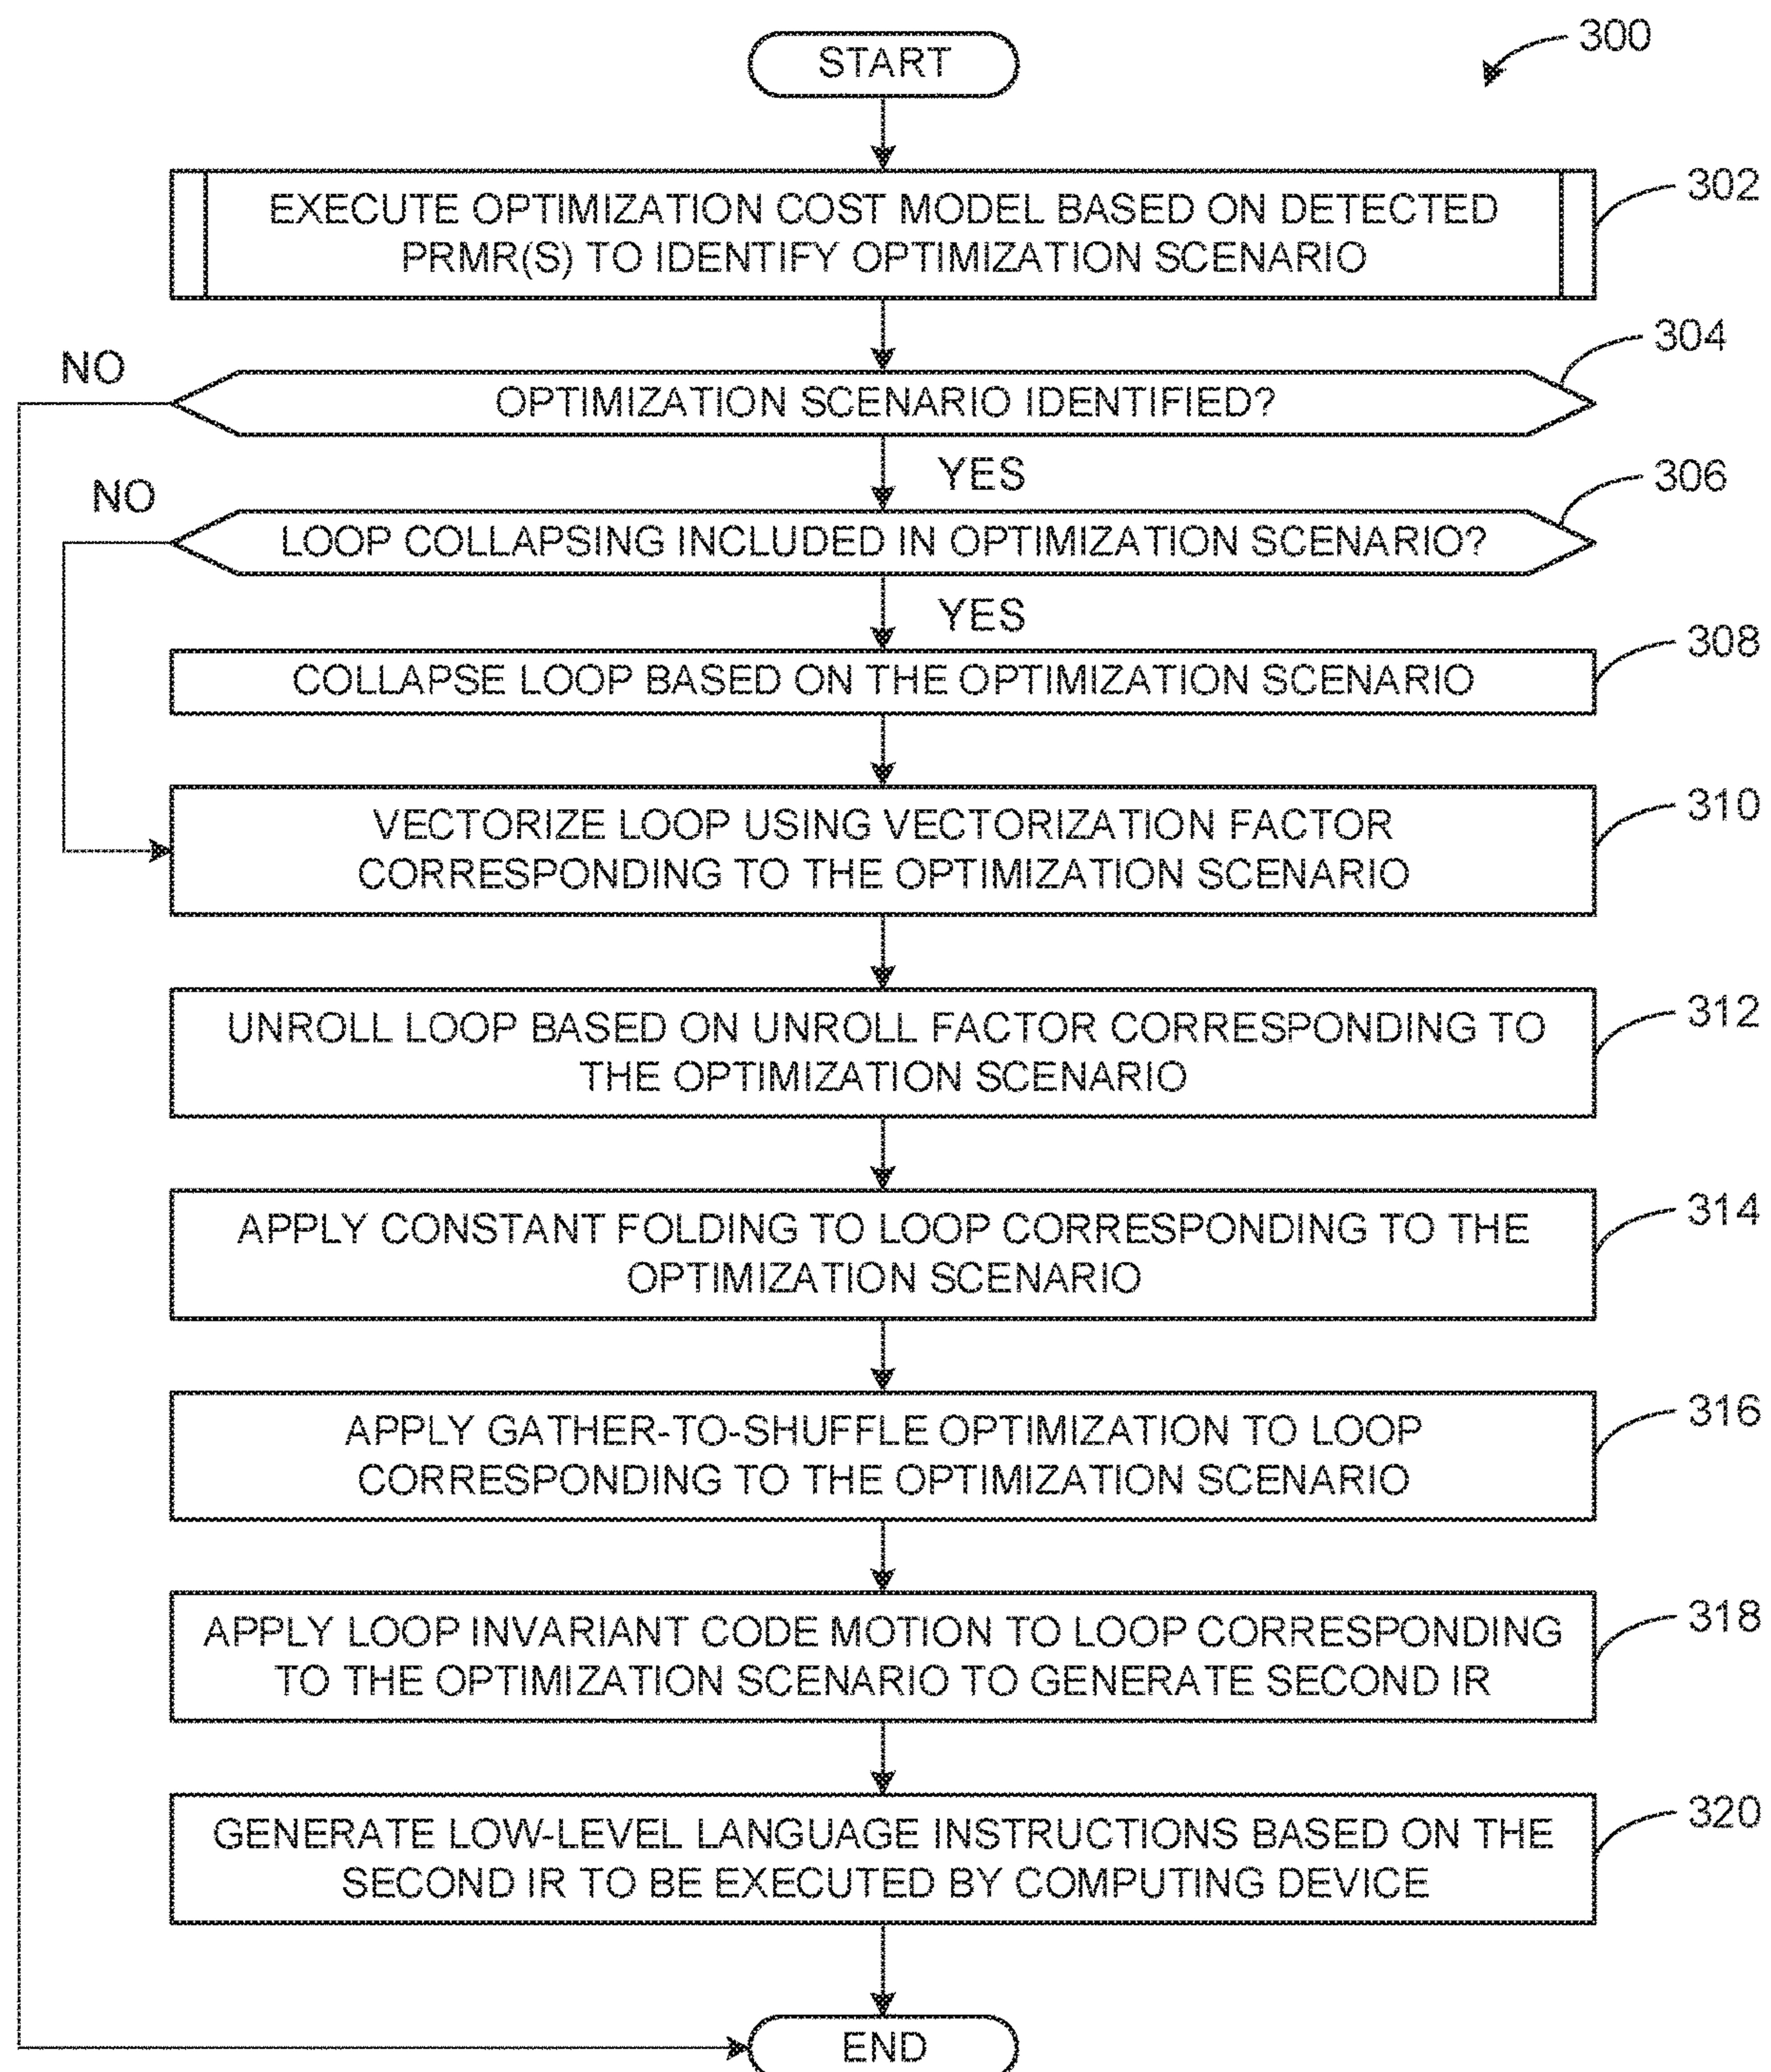 START
300
EXECUTE OPTIMIZATION COST MODEL BASED ON DETECTED
PRMR(S) TO IDENTIFY OPTIMIZATION SCENARIO
302
304
NO
OPTIMIZATION SCENARIO IDENTIFIED?
YES
306
NO
LOOP COLLAPSING INCLUDED IN OPTIMIZATION SCENARIO?
YES
308
COLLAPSE LOOP BASED ON THE OPTIMIZATION SCENARIO
310
VECTORIZE LOOP USING VECTORIZATION FACTOR
CORRESPONDING TO THE OPTIMIZATION SCENARIO
312
UNROLL LOOP BASED ON UNROLL FACTOR CORRESPONDING TO
THE OPTIMIZATION SCENARIO
314
APPLY CONSTANT FOLDING TO LOOP CORRESPONDING TO THE
OPTIMIZATION SCENARIO
316
APPLY GATHER-TO-SHUFFLE OPTIMIZATION TO LOOP
CORRESPONDING TO THE OPTIMIZATION SCENARIO
318
APPLY LOOP INVARIANT CODE MOTION TO LOOP CORRESPONDING
TO THE OPTIMIZATION SCENARIO TO GENERATE SECOND IR
320
GENERATE LOW-LEVEL LANGUAGE INSTRUCTIONS BASED ON THE
SECOND IR TO BE EXECUTED BY COMPUTING DEVICE
END